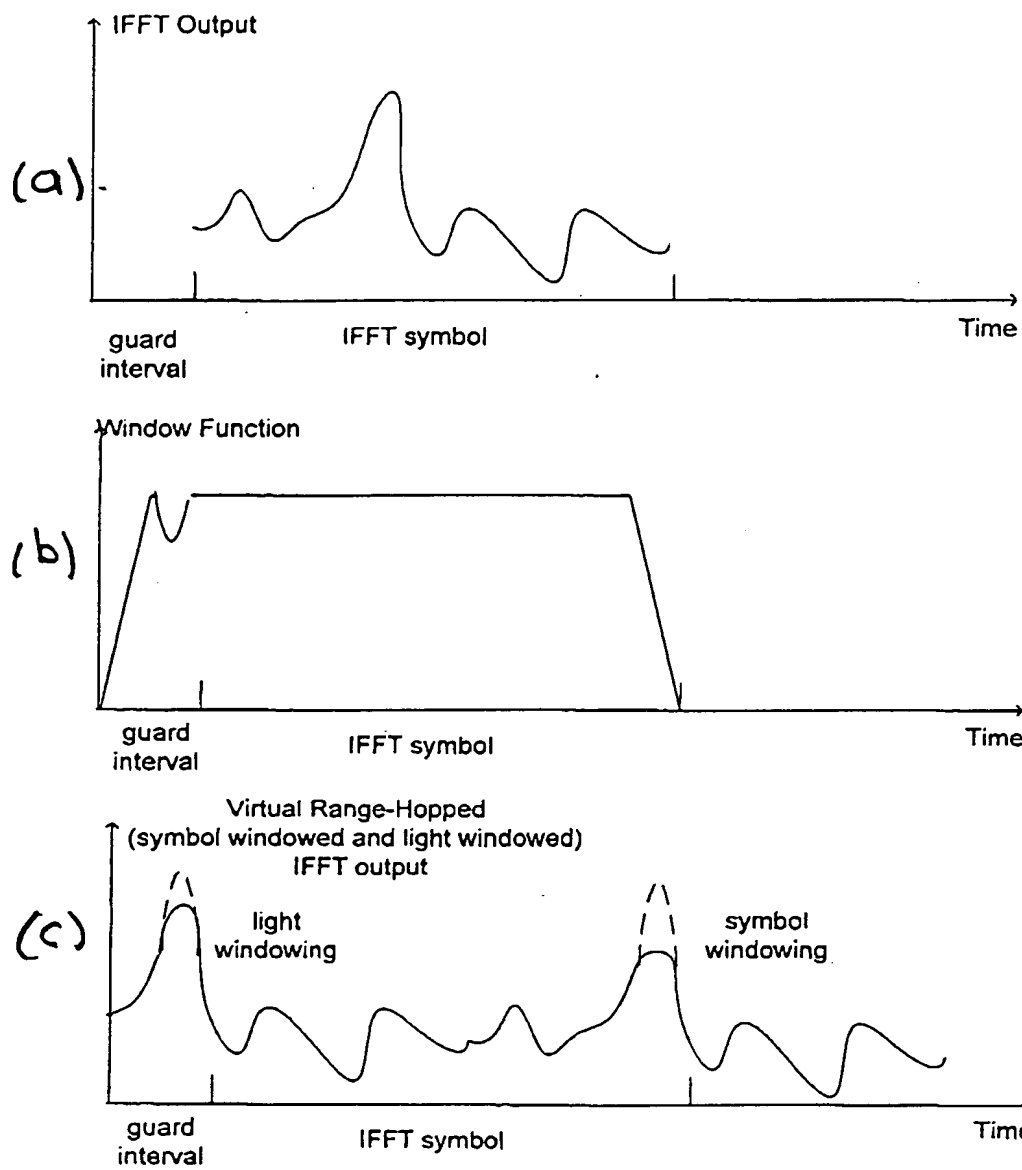 IFFT Output
(a)
Time
guard
interval
IFFT symbol
Window Function
(b)
Time
guard
interval
IFFT symbol
Virtual Range-Hopped
(symbol windowed and light windowed)
IFFT output
(c)
light
windowing
symbol
windowing
Time
guard
interval
IFFT symbol